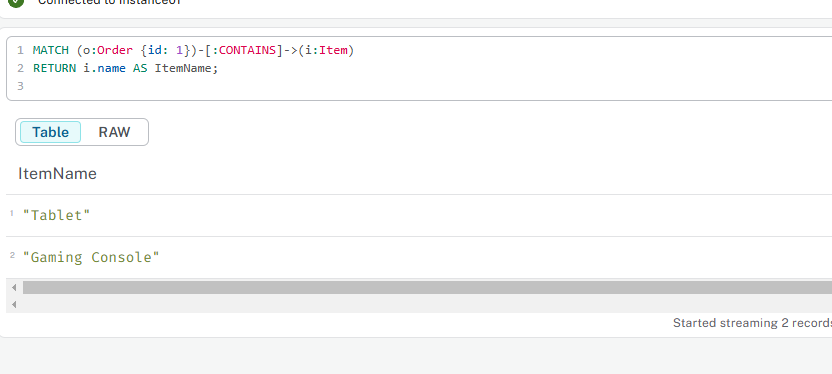 Connected to Instance01
1 MATCH (o:Order {id: 1})-[:CONTAINS]->(i:Item)
2 RETURN i.name AS ItemName;
3
Table RAW
ItemName
1 "Tablet"
2 "Gaming Console"
Started streaming 2 records